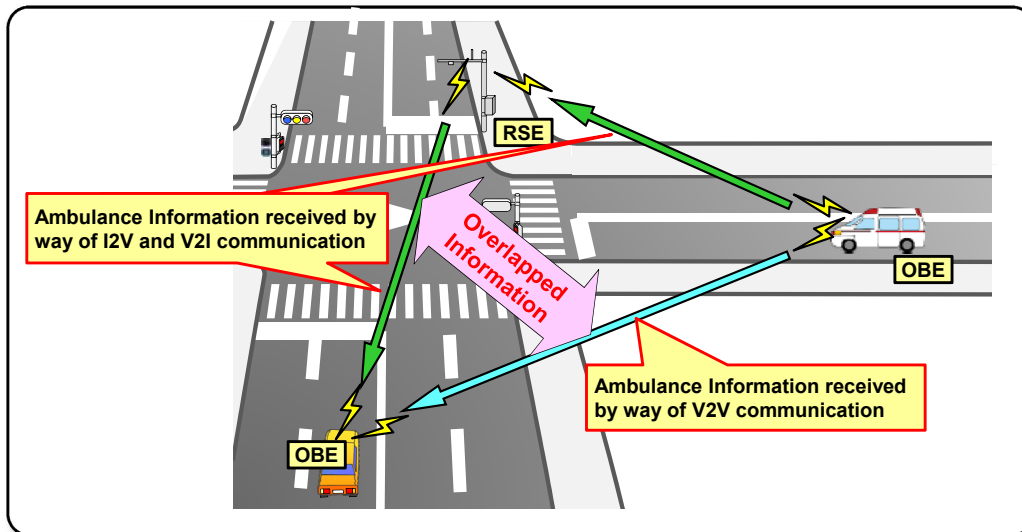 RSE
Ambulance Information received by
way of I2V and V2I communication
Overlapped
Information
OBE
Ambulance Information received
by way of V2V communication
OBE